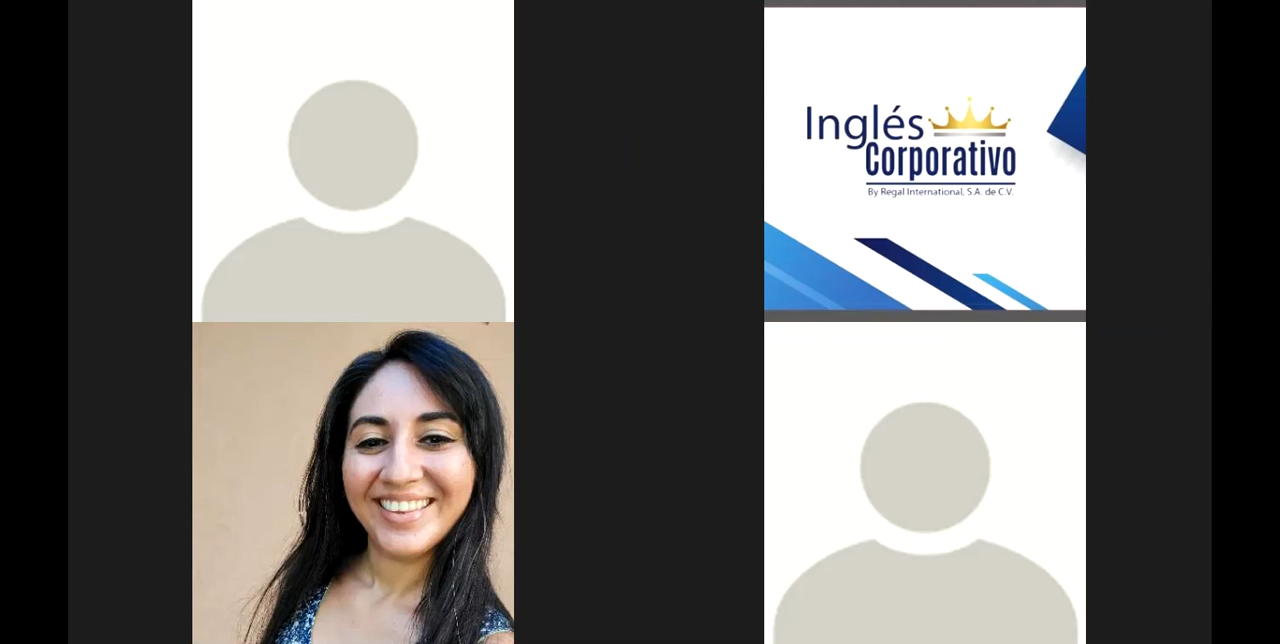 Inglés
Corporativo
By Regal International, S.A. de C.V.